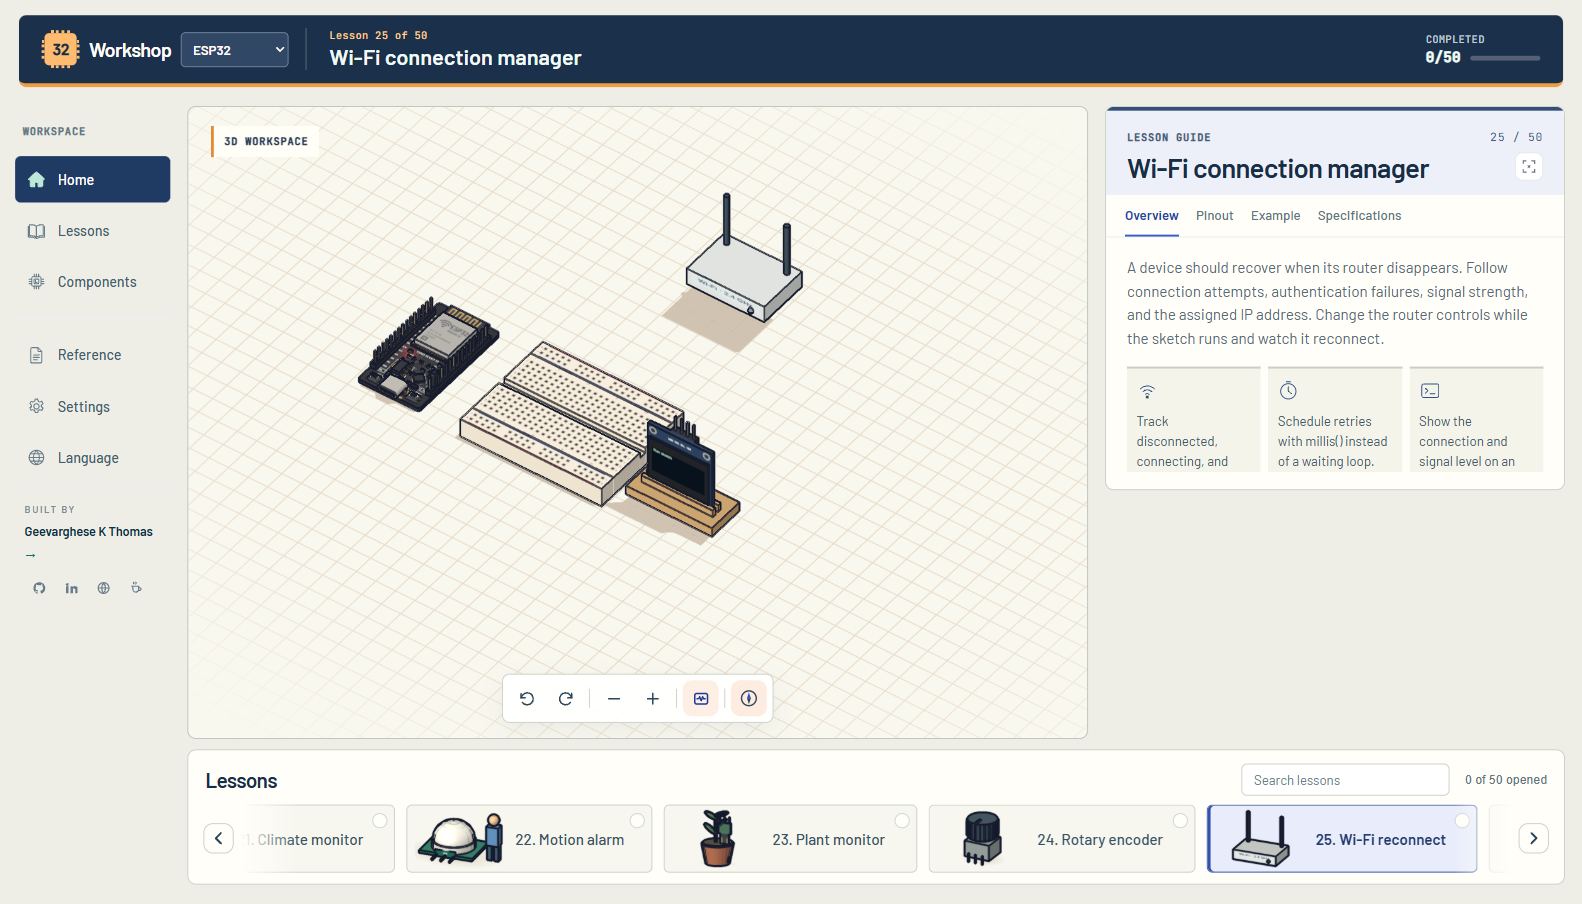 32
Workshop
ESP32
Lesson 25 of 50
Wi-Fi connection manager
COMPLETED
0/50
WORKSPACE
Home
Lessons
Components
Reference
Settings
Language
BUILT BY
Geevarghese K Thomas
→
3D WORKSPACE
LESSON GUIDE
25 / 50
Wi-Fi connection manager
Overview
Pinout
Example
Specifications
A device should recover when its router disappears. Follow
connection attempts, authentication failures, signal strength,
and the assigned IP address. Change the router controls while
the sketch runs and watch it reconnect.
Track
disconnected,
connecting, and
Schedule retries
with millis() instead
of a waiting loop.
Show the
connection and
signal level on an
Lessons
Search lessons
0 of 50 opened
1. Climate monitor
22. Motion alarm
23. Plant monitor
24. Rotary encoder
25. Wi-Fi reconnect